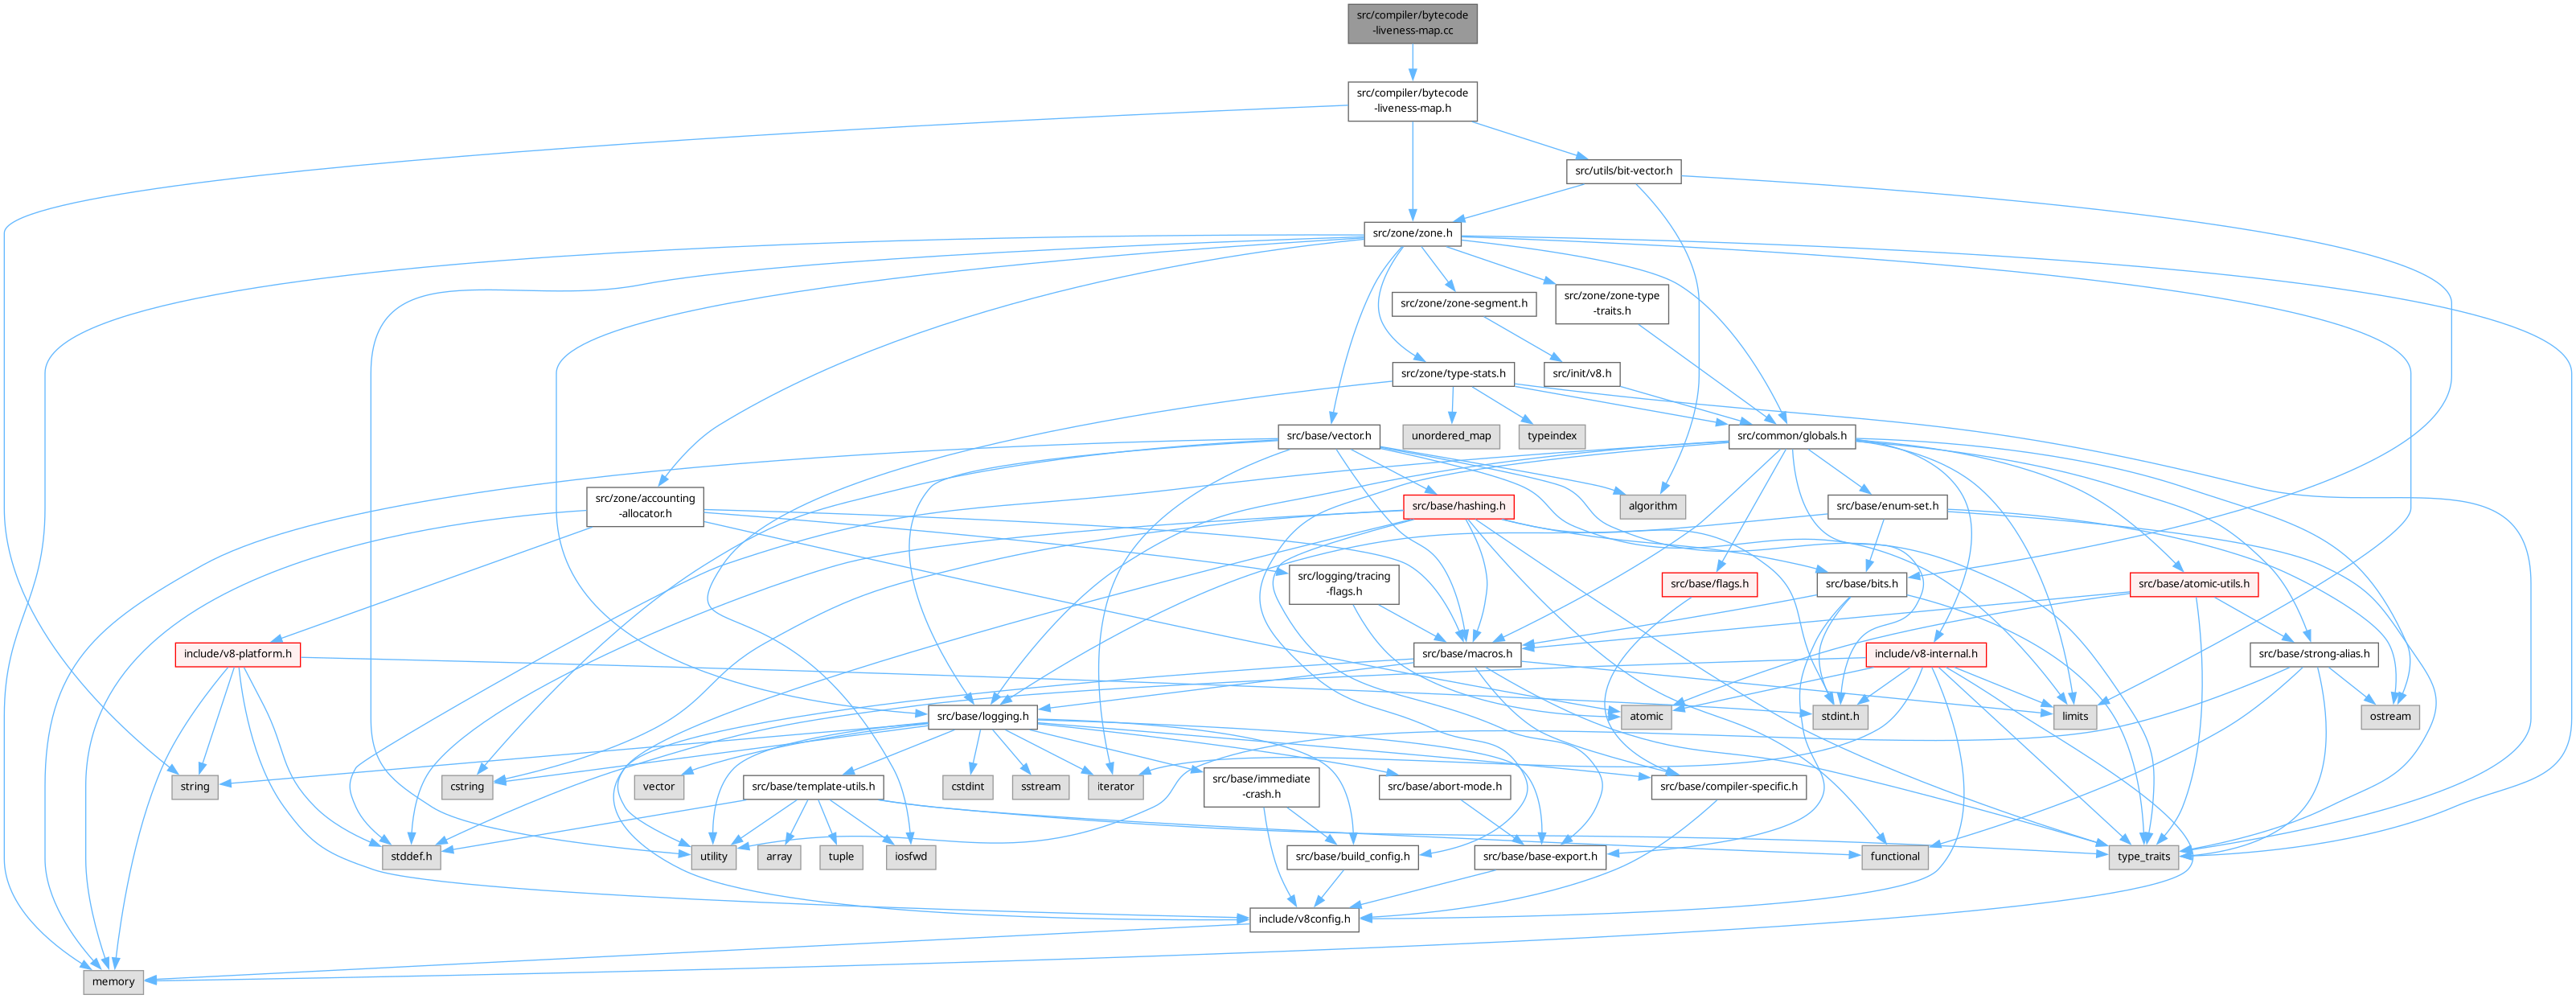 src/compiler/bytecode
-liveness-map.cc
src/compiler/bytecode
-liveness-map.h
src/utils/bit-vector.h
src/zone/zone.h
src/zone/zone-segment.h
src/zone/zone-type
-traits.h
src/zone/type-stats.h
src/init/v8.h
src/base/vector.h
unordered_map
typeindex
src/common/globals.h
src/zone/accounting
-allocator.h
src/base/hashing.h
algorithm
src/base/enum-set.h
src/logging/tracing
-flags.h
src/base/flags.h
src/base/bits.h
src/base/atomic-utils.h
include/v8-platform.h
src/base/macros.h
include/v8-internal.h
src/base/strong-alias.h
src/base/logging.h
atomic
stdint.h
limits
ostream
string
cstring
vector
src/base/template-utils.h
cstdint
sstream
iterator
src/base/immediate
-crash.h
src/base/abort-mode.h
src/base/compiler-specific.h
stddef.h
utility
array
tuple
iosfwd
src/base/build_config.h
src/base/base-export.h
functional
type_traits
include/v8config.h
memory